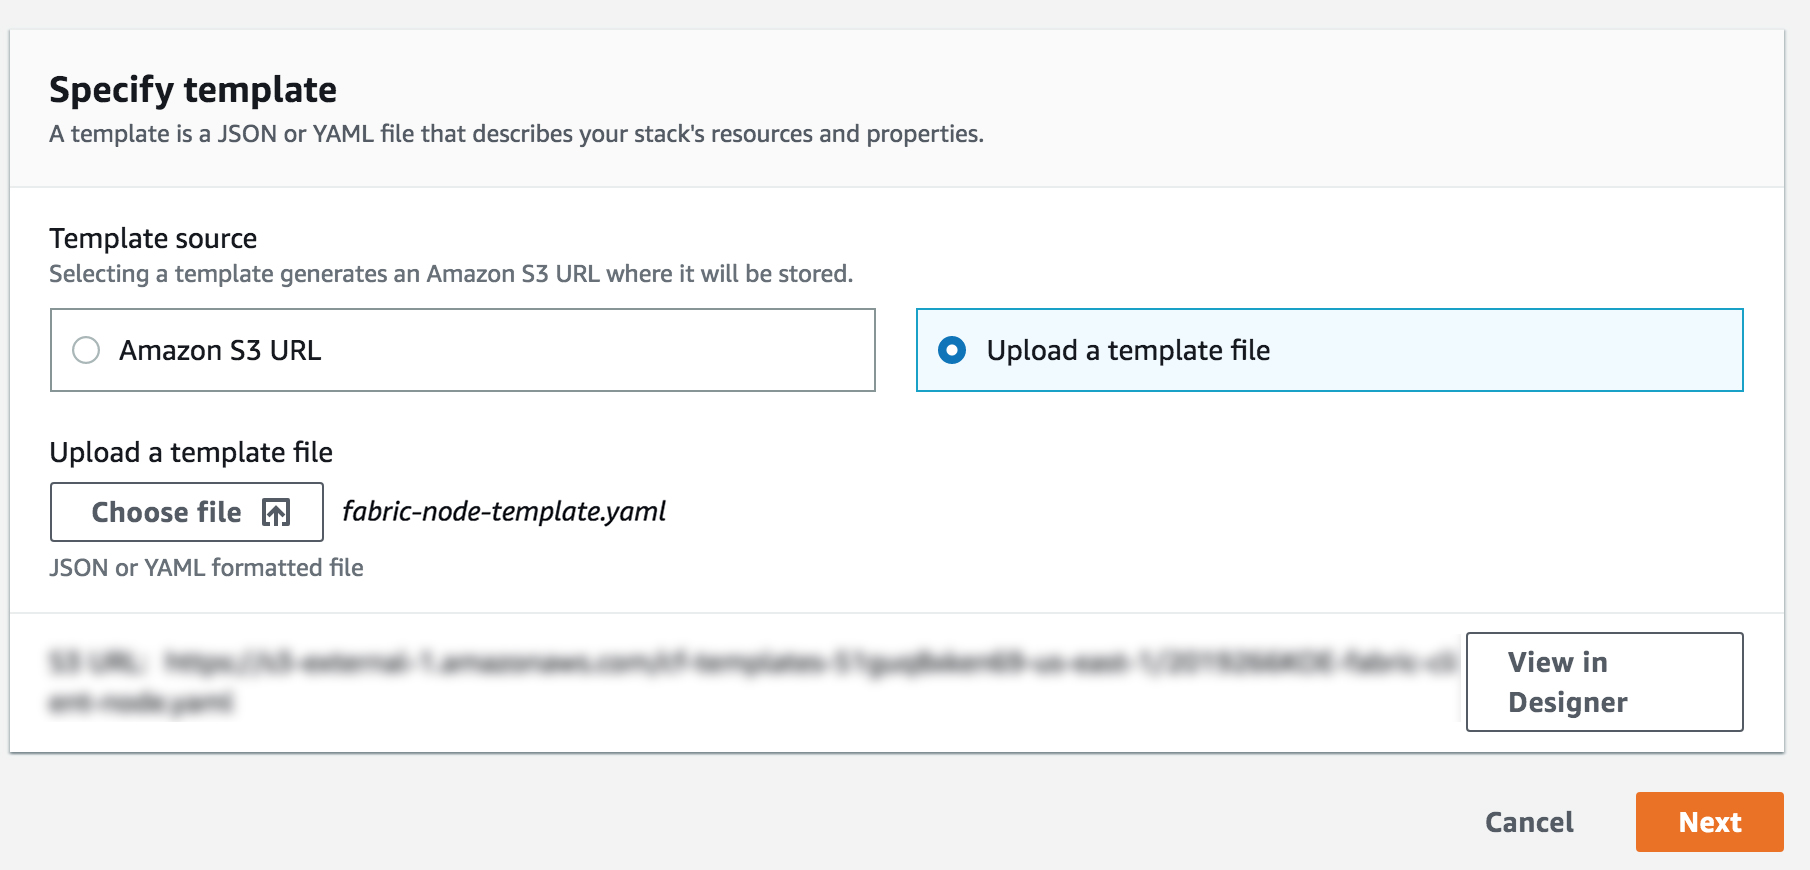 Specify template
A template is a JSON or YAML file that describes your stack's resources and properties.
Template source
Selecting a template generates an Amazon S3 URL where it will be stored.
Amazon S3 URL
Upload a template file
Upload a template file
Choose file
fabric-node-template.yaml
JSON or YAML formatted file
View in
Designer
Cancel
Next